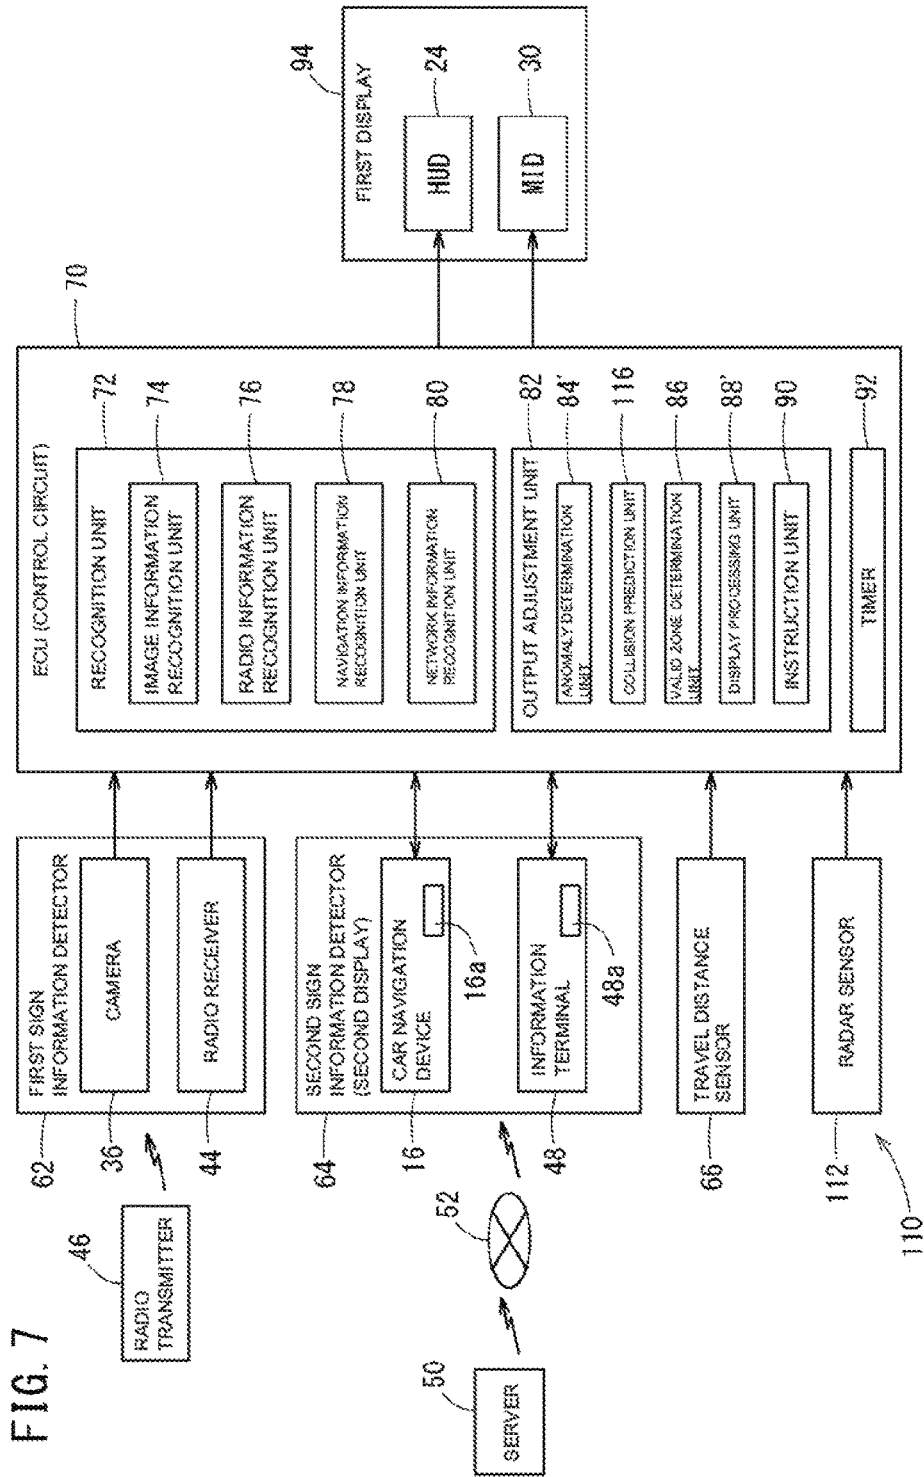 FIG. 7
46
RADIO
TRANSMITTER
50
SERVER
52
62
FIRST SIGN
INFORMATION DETECTOR
36
CAMERA
44
RADIO RECEIVER
64
SECOND SIGN
INFORMATION DETECTOR
(SECOND DISPLAY)
16
CAR NAVIGATION
DEVICE
16a
48
INFORMATION
TERMINAL
48a
66
TRAVEL DISTANCE
SENSOR
112
RADAR SENSOR
110
70
ECU (CONTROL CIRCUIT)
72
RECOGNITION UNIT
74
IMAGE INFORMATION
RECOGNITION UNIT
76
RADIO INFORMATION
RECOGNITION UNIT
78
NAVIGATION INFORMATION
RECOGNITION UNIT
80
NETWORK INFORMATION
RECOGNITION UNIT
82
OUTPUT ADJUSTMENT UNIT
84'
ANOMALY DETERMINATION
UNIT
116
COLLISION PREDICTION UNIT
86
VALID ZONE DETERMINATION
UNIT
88'
DISPLAY PROCESSING UNIT
90
INSTRUCTION UNIT
92
TIMER
94
FIRST DISPLAY
24
HUD
30
MID